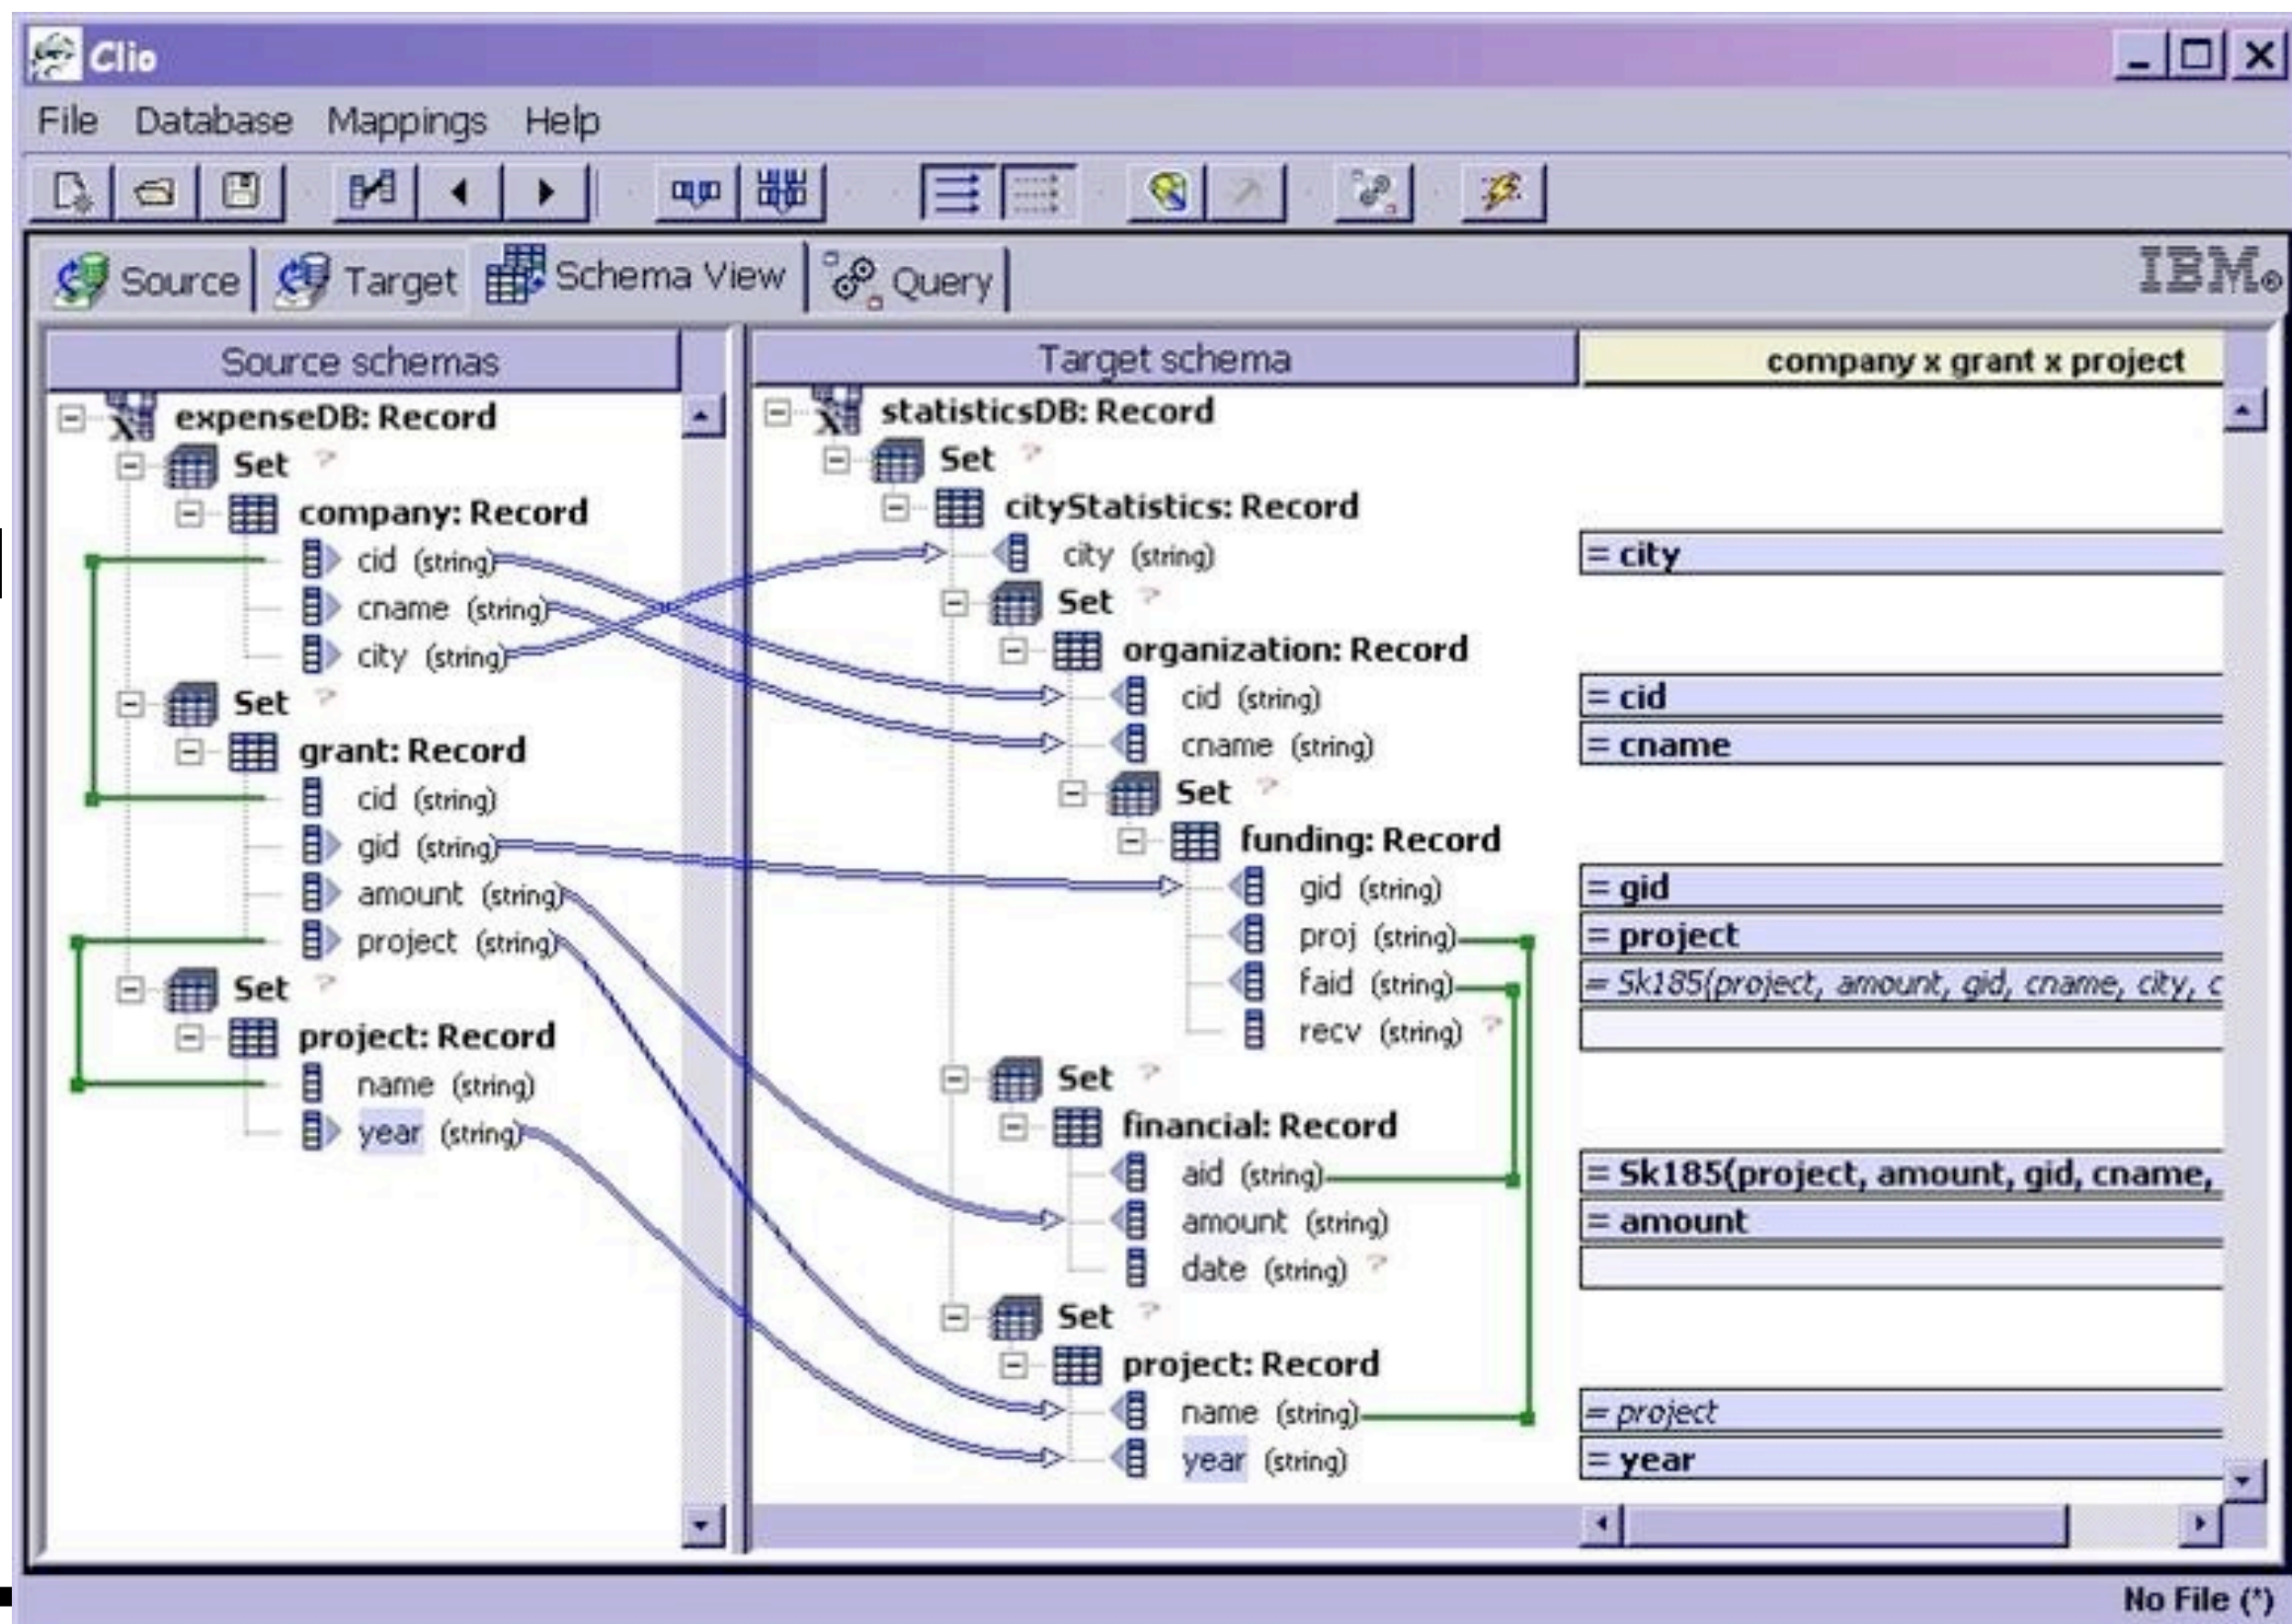 Clio
File Database Mappings Help
Source Target Schema View Query IBM®
Source schemas
expenseDB: Record
Set ?
company: Record
cid (string)
cname (string)
city (string)
Set ?
grant: Record
cid (string)
gid (string)
amount (string)
project (string)
Set ?
project: Record
name (string)
year (string)
Target schema
statisticsDB: Record
Set ?
cityStatistics: Record
city (string)
Set ?
organization: Record
cid (string)
cname (string)
Set ?
funding: Record
gid (string)
proj (string)
faid (string)
recv (string) ?
Set ?
financial: Record
aid (string)
amount (string)
date (string) ?
Set ?
project: Record
name (string)
year (string)
company x grant x project
= city
= cid
= cname
= gid
= project
= Sk185(project, amount, gid, cname, city, c
= Sk185(project, amount, gid, cname,
= amount
= project
= year
No File (*)